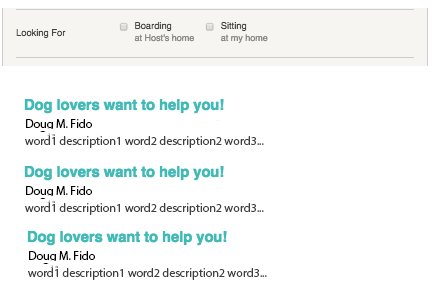 Looking For
Boarding
at Host's home
Sitting
at my home
Dog lovers want to help you!
Doug M. Fido
word1 description1 word2 description2 word3...
Dog lovers want to help you!
Doug M. Fido
word1 description1 word2 description2 word3...
Dog lovers want to help you!
Doug M. Fido
word1 description1 word2 description2 word3...